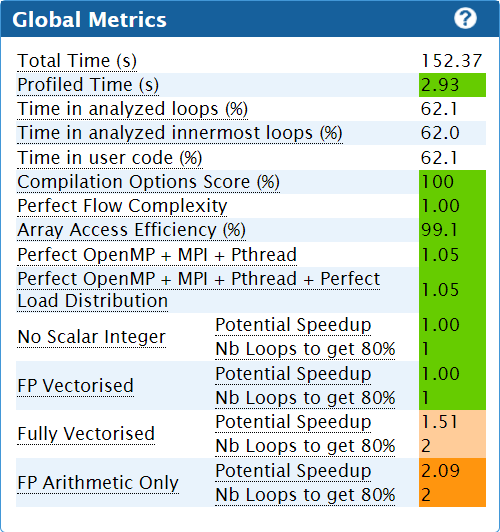 Global Metrics ?
Total Time (s) 152.37
Profiled Time (s) 2.93
Time in analyzed loops (%) 62.1
Time in analyzed innermost loops (%) 62.0
Time in user code (%) 62.1
Compilation Options Score (%) 100
Perfect Flow Complexity 1.00
Array Access Efficiency (%) 99.1
Perfect OpenMP + MPI + Pthread 1.05
Perfect OpenMP + MPI + Pthread + Perfect
Load Distribution 1.05
No Scalar Integer Potential Speedup 1.00
Nb Loops to get 80% 1
FP Vectorised Potential Speedup 1.00
Nb Loops to get 80% 1
Fully Vectorised Potential Speedup 1.51
Nb Loops to get 80% 2
FP Arithmetic Only Potential Speedup 2.09
Nb Loops to get 80% 2